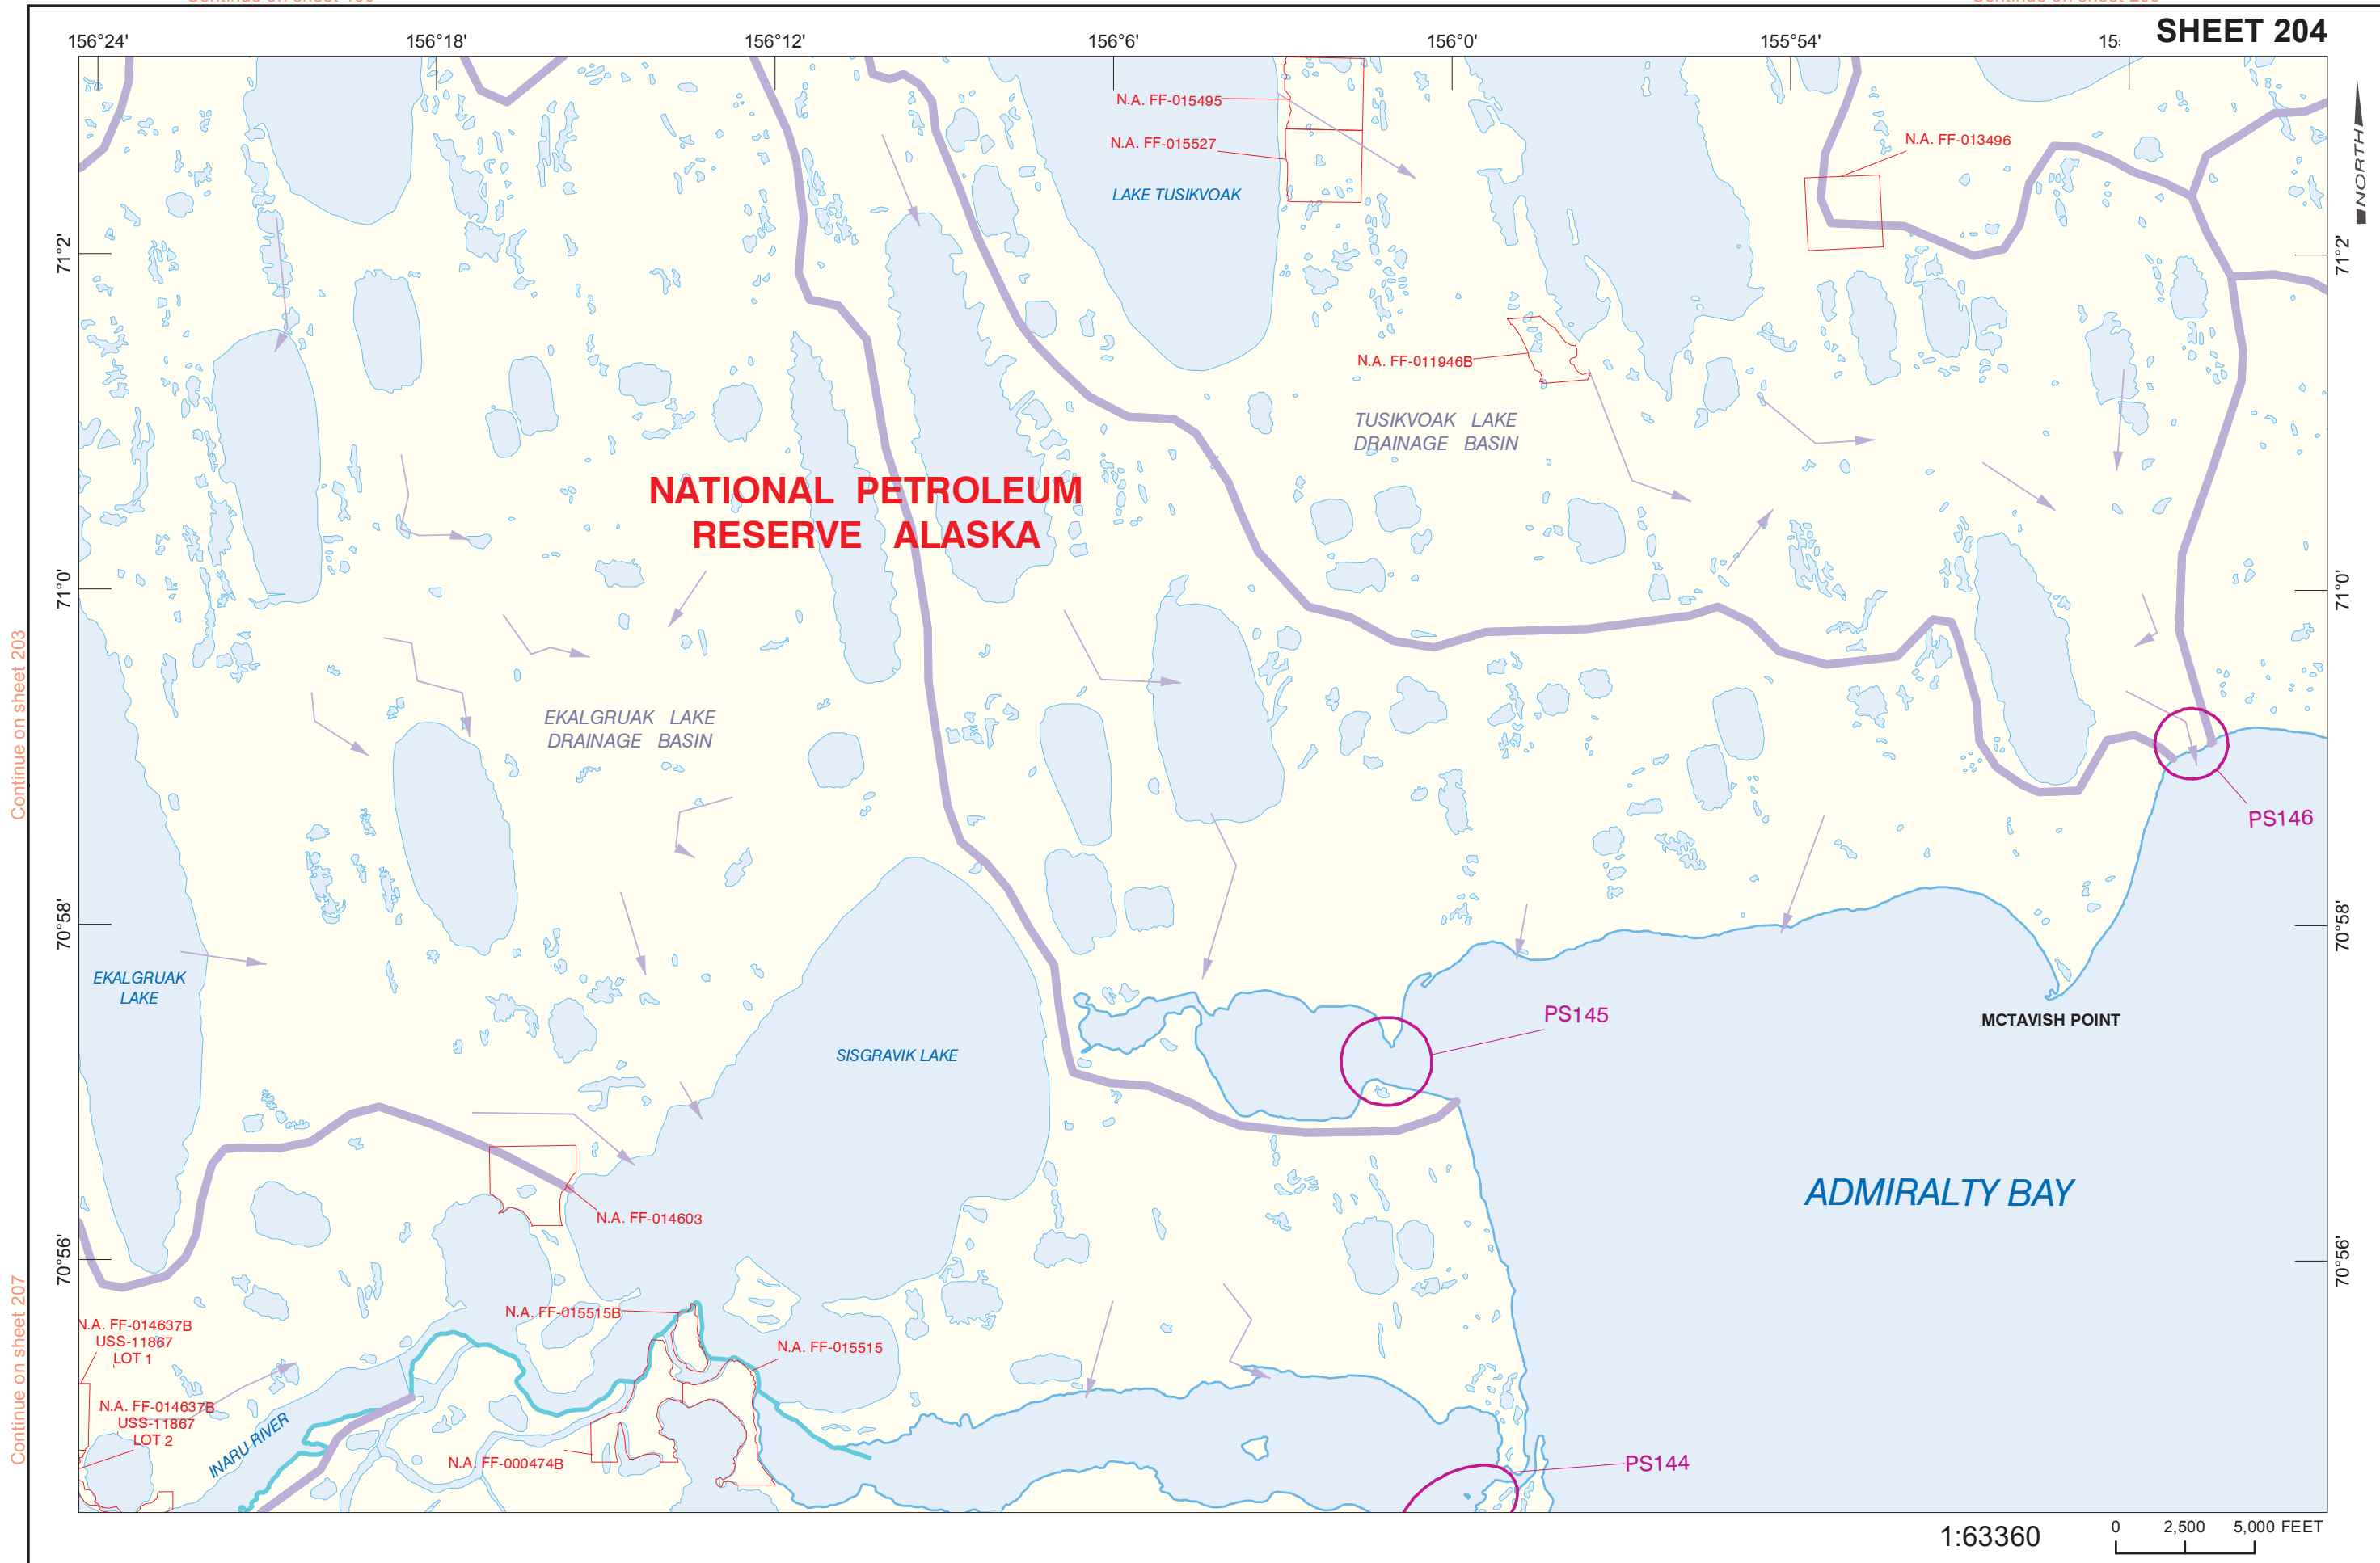 SHEET 204
156°24'
156°18'
156°12'
156°6'
156°0'
155°54'
NORTH
N.A. FF-015495
N.A. FF-015527
LAKE TUSIKVOAK
N.A. FF-013496
71°2'
71°2'
N.A. FF-011946B
TUSIKVOAK LAKE
DRAINAGE BASIN
NATIONAL PETROLEUM
RESERVE ALASKA
71°0'
71°0'
Continue on sheet 203
EKALGRUAK LAKE
DRAINAGE BASIN
PS146
70°58'
70°58'
EKALGRUAK
LAKE
SISGRAVIK LAKE
PS145
MCTAVISH POINT
ADMIRALTY BAY
N.A. FF-014603
70°56'
70°56'
Continue on sheet 207
N.A. FF-015515B
N.A. FF-014637B
USS-11867
LOT 1
N.A. FF-015515
N.A. FF-014637B
USS-11867
LOT 2
INARU RIVER
N.A. FF-000474B
PS144
1:63360
0 2,500 5,000 FEET